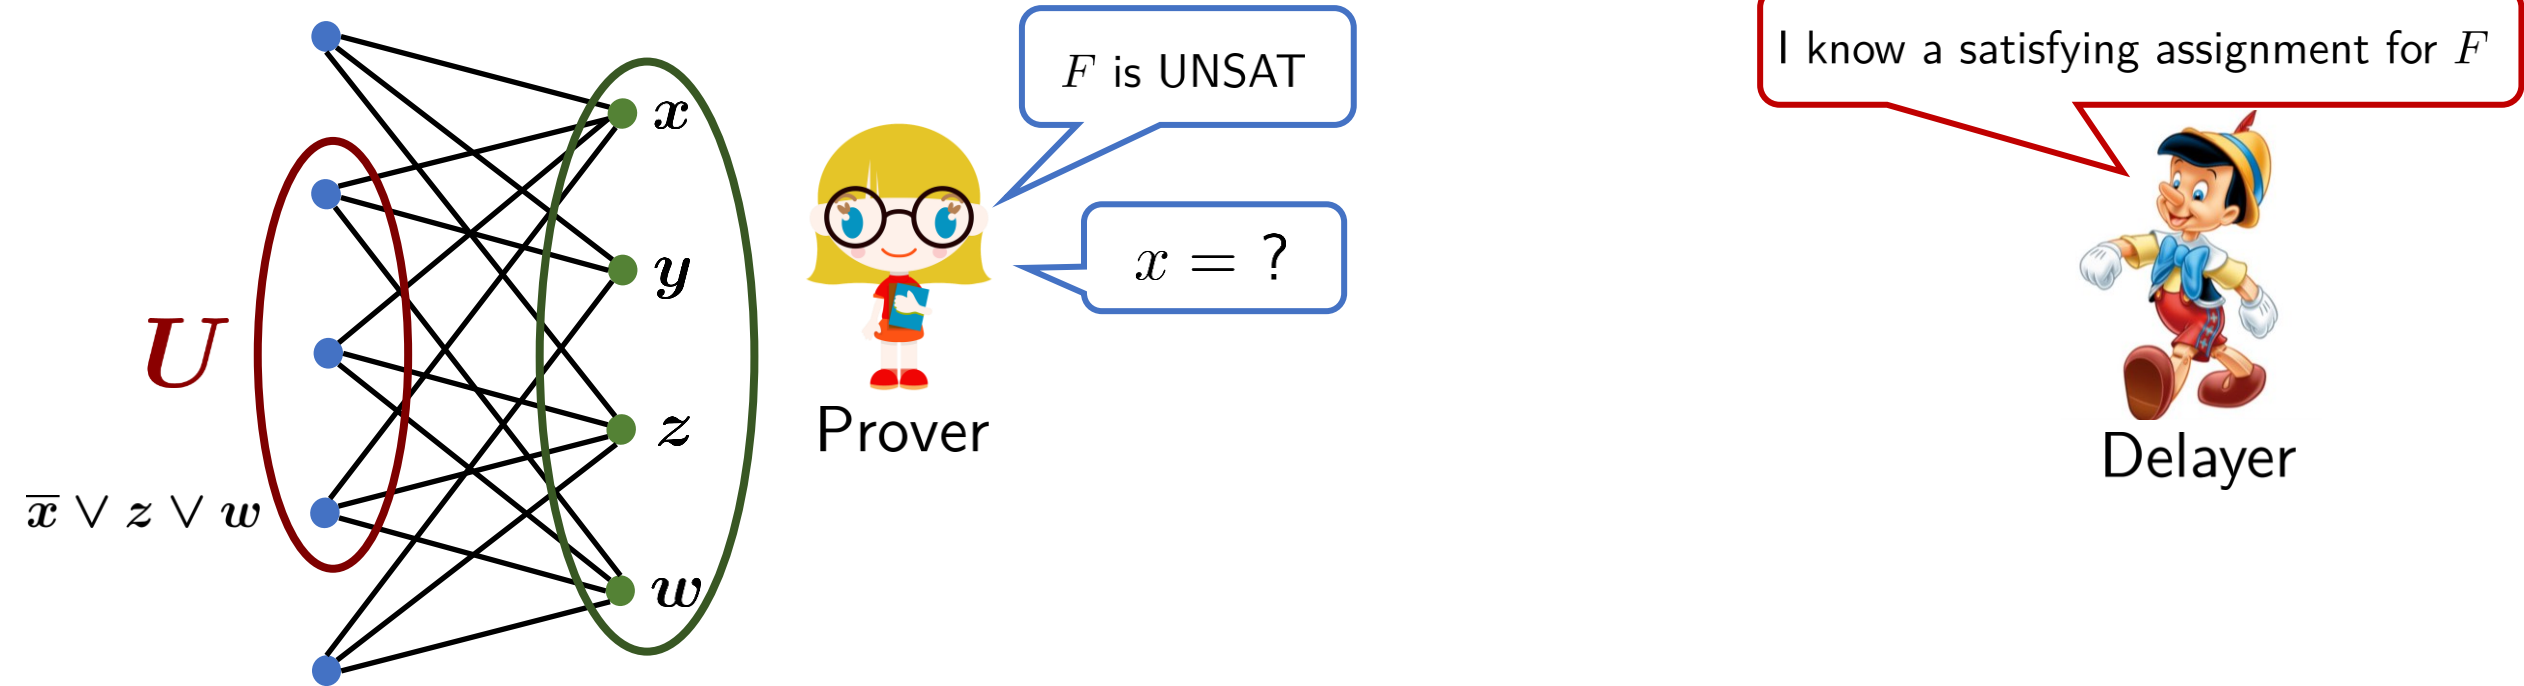 x
y
z
w
U
x̅ ∨ z ∨ w
F is UNSAT
x = ?
Prover
I know a satisfying assignment for F
Delayer